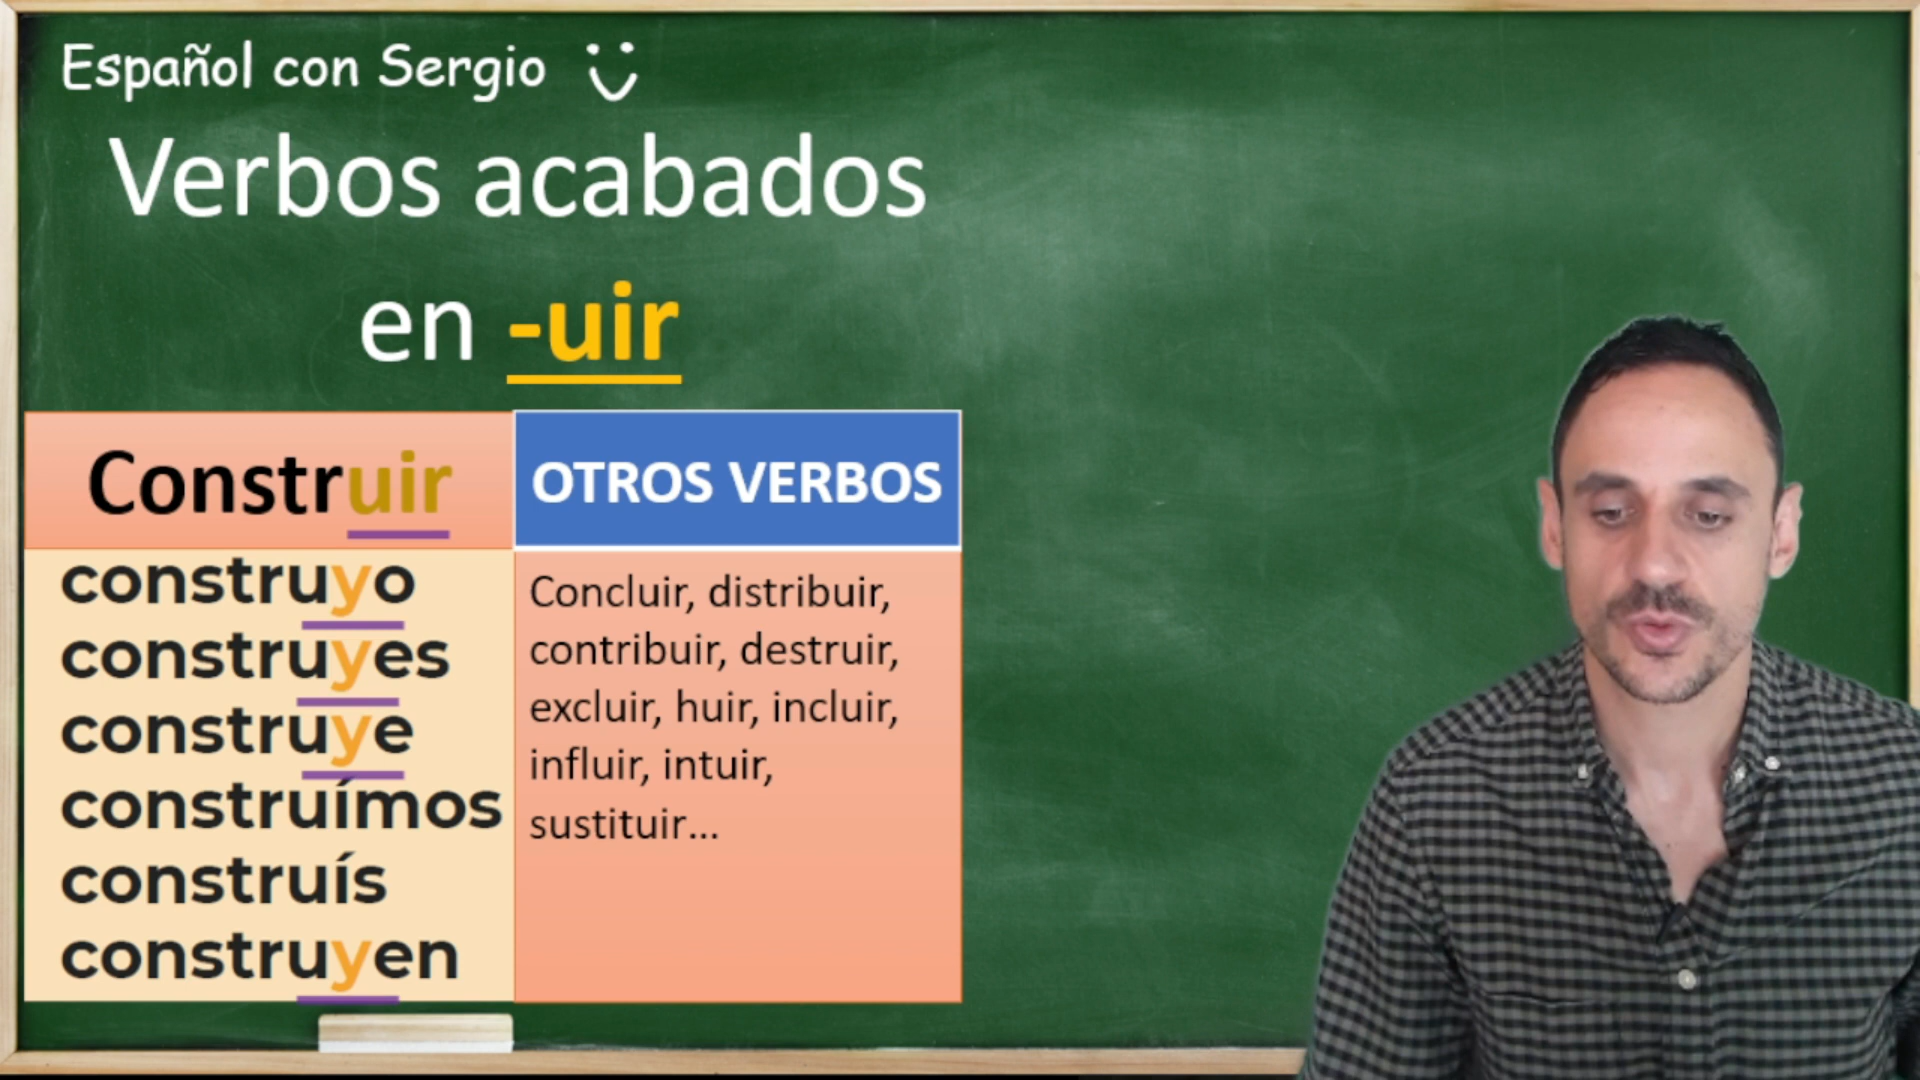 Español con Sergio
Verbos acabados
en -uir
Construir
OTROS VERBOS
construyo
construyes
construye
construímos
construís
construyen
Concluir, distribuir,
contribuir, destruir,
excluir, huir, incluir,
influir, intuir,
sustituir...